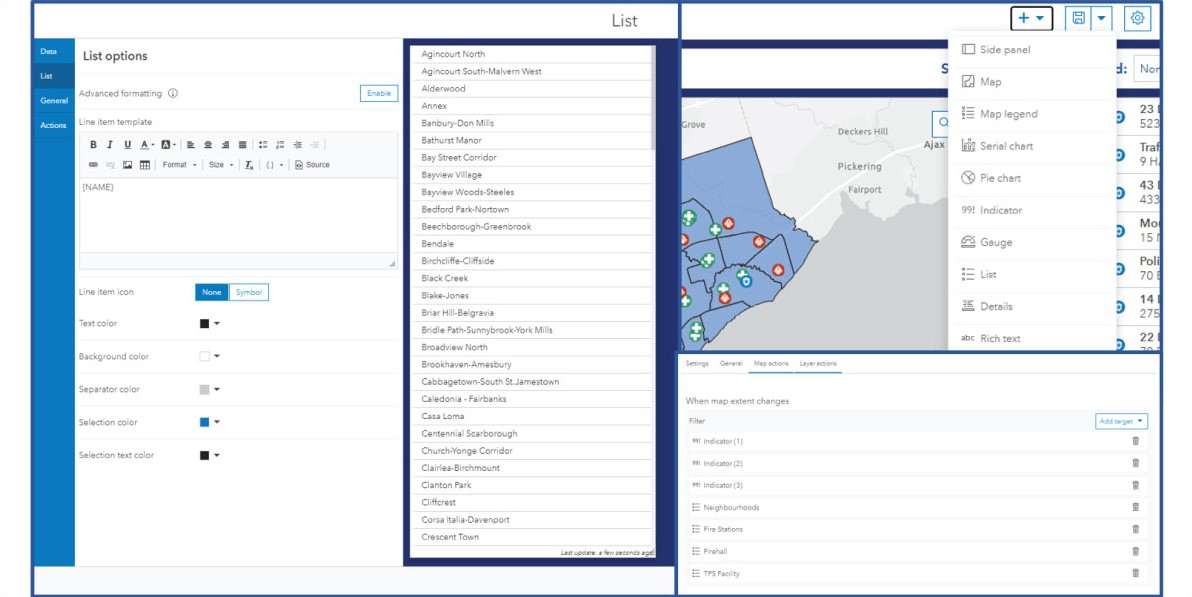 List
Data
List
General
Actions
List options
Advanced formatting
Enable
Line item template
B I U A A
Format Size Tx {} Source
{NAME}
Line item icon
None Symbol
Text color
Background color
Separator color
Selection color
Selection text color
Agincourt North
Agincourt South-Malvern West
Alderwood
Annex
Banbury-Don Mills
Bathurst Manor
Bay Street Corridor
Bayview Village
Bayview Woods-Steeles
Bedford Park-Nortown
Beechborough-Greenbrook
Bendale
Birchcliffe-Cliffside
Black Creek
Blake-Jones
Briar Hill-Belgravia
Bridle Path-Sunnybrook-York Mills
Broadview North
Brookhaven-Amesbury
Cabbagetown-South St.Jamestown
Caledonia - Fairbanks
Casa Loma
Centennial Scarborough
Church-Yonge Corridor
Clairlea-Birchmount
Clanton Park
Cliffcrest
Corsa Italia-Davenport
Crescent Town
Last update: a few seconds ago
Side panel
Map
Map legend
Serial chart
Pie chart
99! Indicator
Gauge
List
Details
abc Rich text
S
d:
Nor
Grove
Deckers Hill
Ajax
Pickering
Fairport
23
523
Traf
9 H
43
433
Mo
15
Poli
70
14
275
22
Settings General Map actions Layer actions
When map extent changes
Filter
Add target
99! Indicator (1)
99! Indicator (2)
99! Indicator (3)
Neighbourhoods
Fire Stations
Firehall
TPS Facility